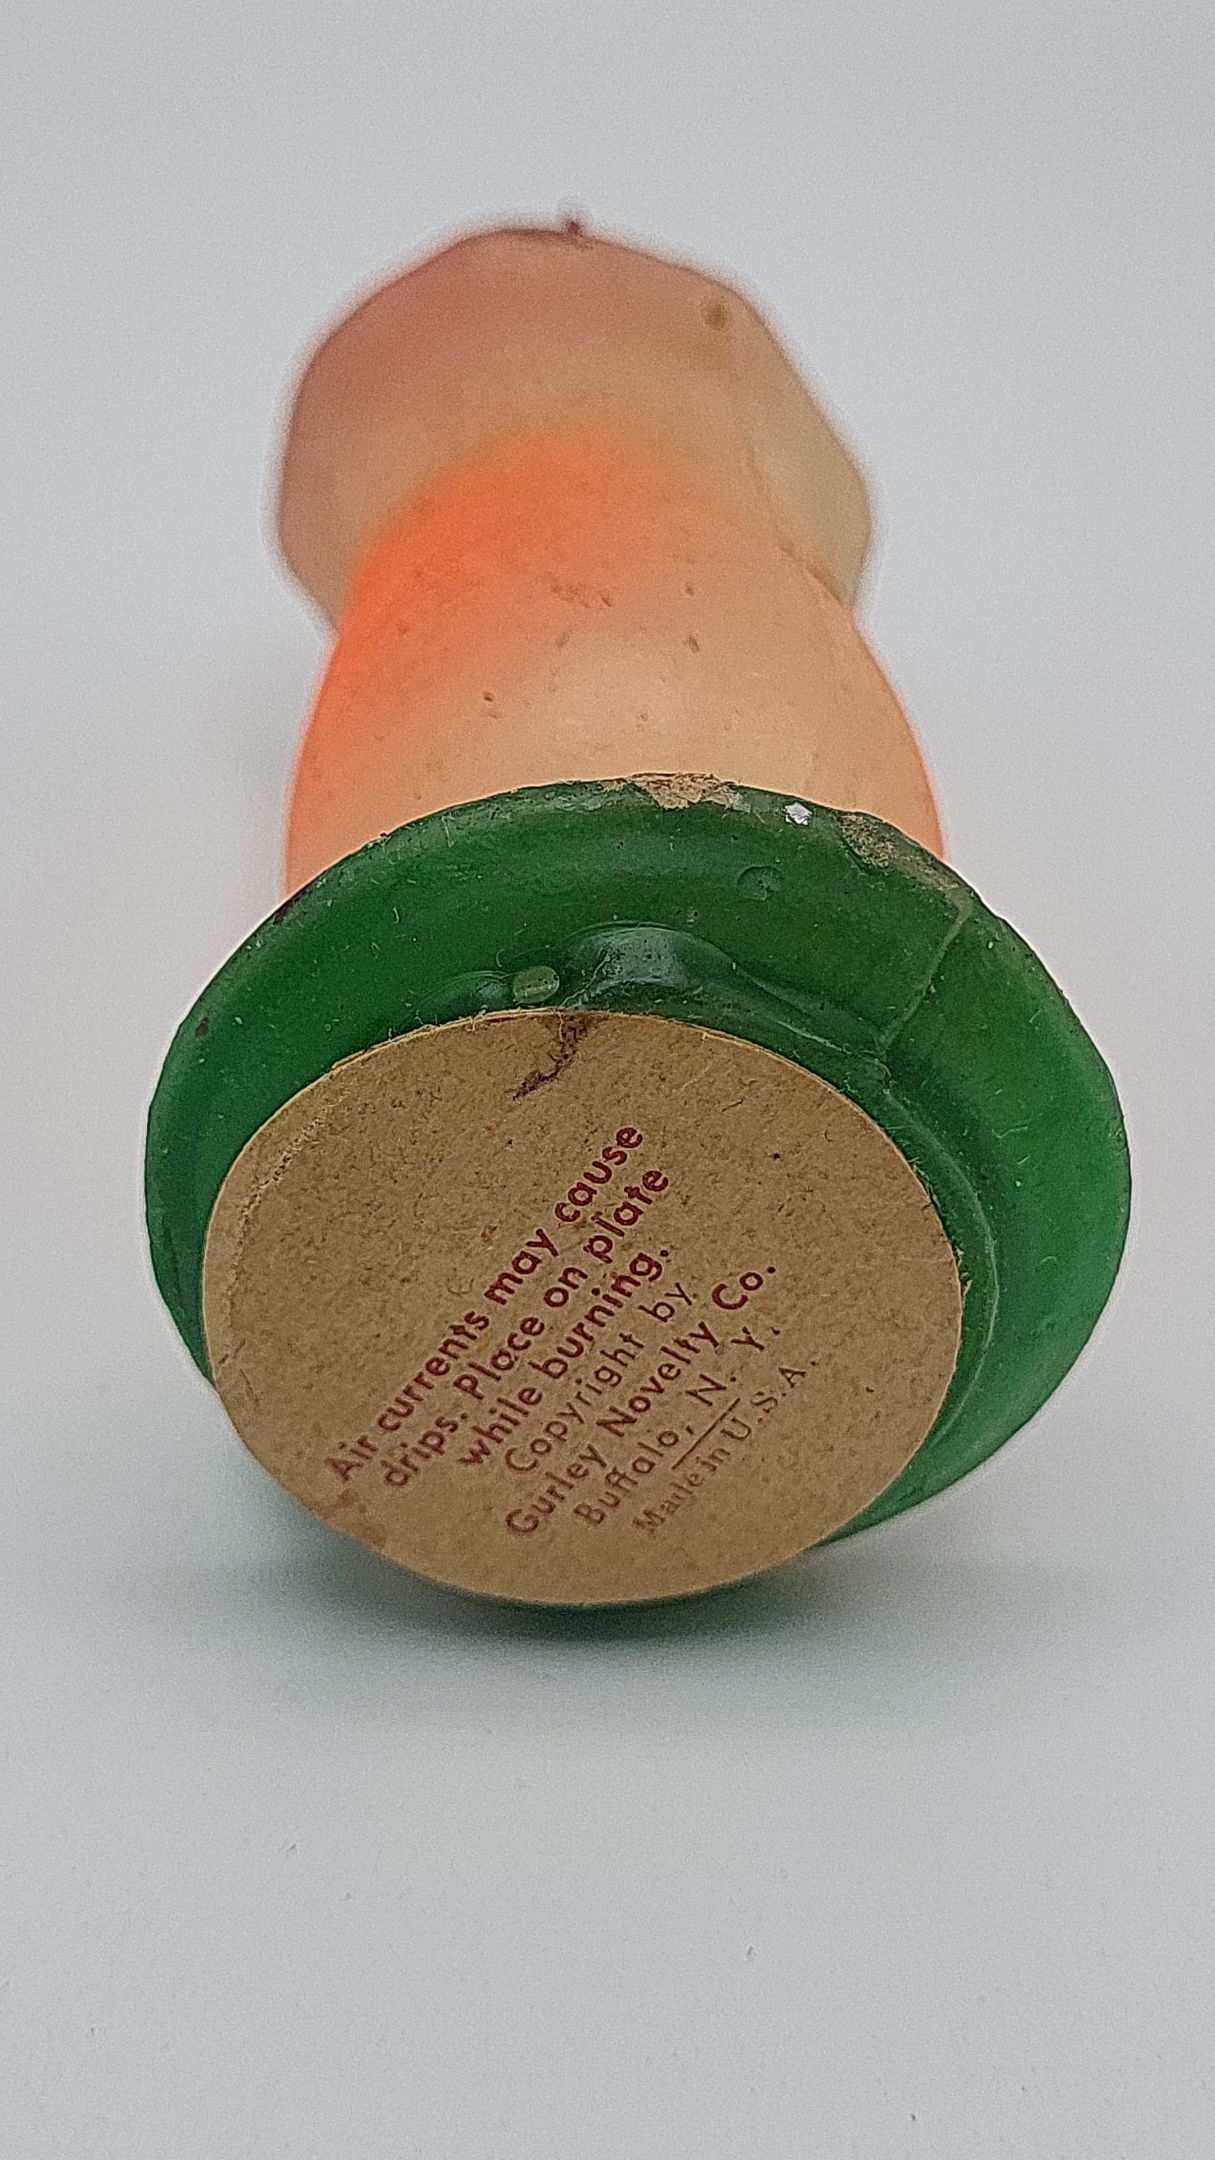 Air currents may cause
drips. Place on plate
while burning.
Copyright by
Gurley Novelty Co.
Buffalo, N. Y.
Made in U.S.A.